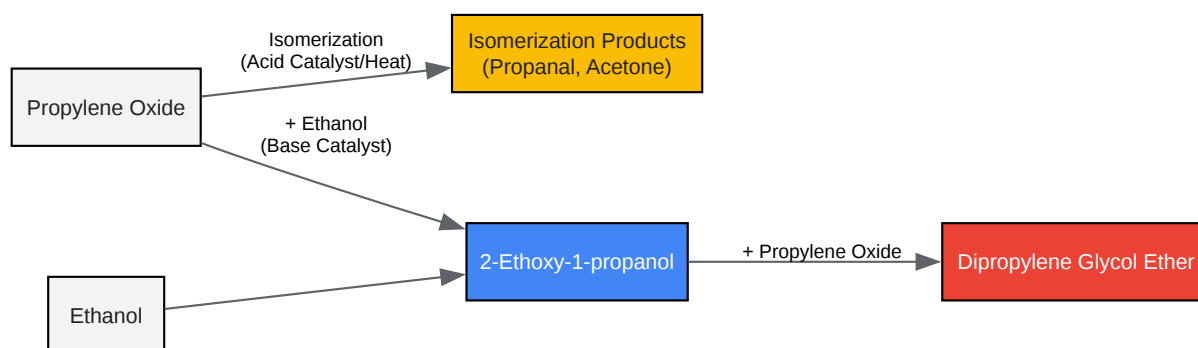 Isomerization
(Acid Catalyst/Heat)
Isomerization Products
(Propanal, Acetone)
Propylene Oxide
+ Ethanol
(Base Catalyst)
2-Ethoxy-1-propanol
+ Propylene Oxide
Dipropylene Glycol Ether
Ethanol